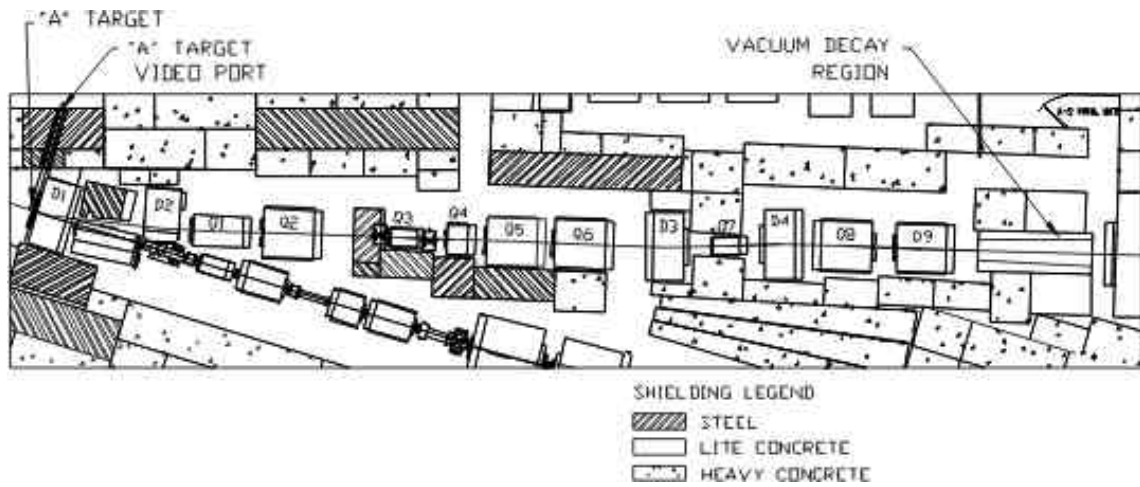 "A" TARGET
"A" TARGET
VIDEO PORT
VACUUM DECAY
REGION
D1
D2
Q1
Q2
Q3
Q4
Q5
Q6
D3
Q7
D4
Q8
Q9
SHIELDING LEGEND
STEEL
LITE CONCRETE
HEAVY CONCRETE